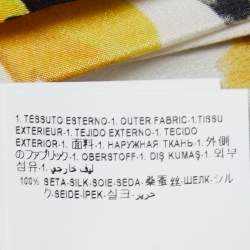 1. TESSUTO ESTERNO-1. OUTER FABRIC-1.TISSU
EXTERIEUR-1. TEJIDO EXTERNO-1. TECIDO
EXTERIOR-1. 面料-1. НАРУЖНАЯ ТКАНЬ-1. 外側
のファブリック-1. OBERSTOFF-1. DIŞ KUMAŞ-1. 외부
섬유-1. ليف خارجي
100% SETA-SILK-SOIE-SEDA-桑蚕丝-ШЕЛК-シル
ク-SEIDE-İPEK-실크-حرير